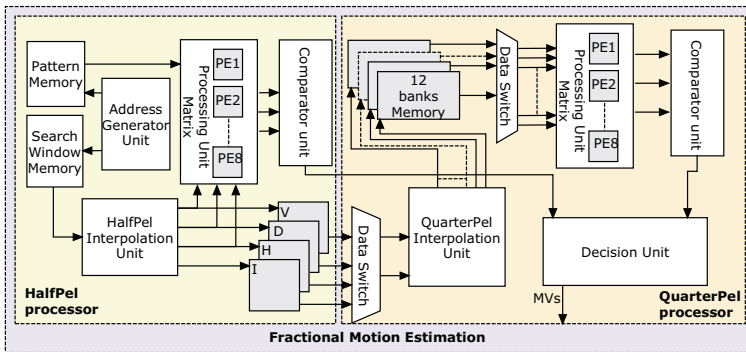 Pattern
Memory
Address
Generator
Unit
Search
Window
Memory
Processing Unit
Matrix
PE1
PE2
PE8
Comparator unit
HalfPel
Interpolation
Unit
V
D
H
I
HalfPel
processor
Data Switch
12
banks
Memory
Data Switch
QuarterPel
Interpolation
Unit
Processing Unit
Matrix
PE1
PE2
PE8
Comparator unit
Decision Unit
MVs
QuarterPel
processor
Fractional Motion Estimation